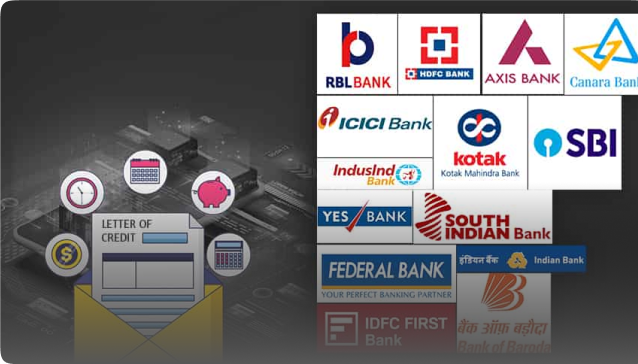 RBLBANK
HDFC BANK
AXIS BANK
Canara Bank
ICICI Bank
kotak
Kotak Mahindra Bank
SBI
IndusInd
Bank
YES BANK
SOUTH
INDIAN Bank
LETTER OF
CREDIT
$
FEDERAL BANK
YOUR PERFECT BANKING PARTNER
इंडियन बैंक Indian Bank
IDFC FIRST
Bank
बैंक ऑफ़ बड़ौदा
Bank of Baroda